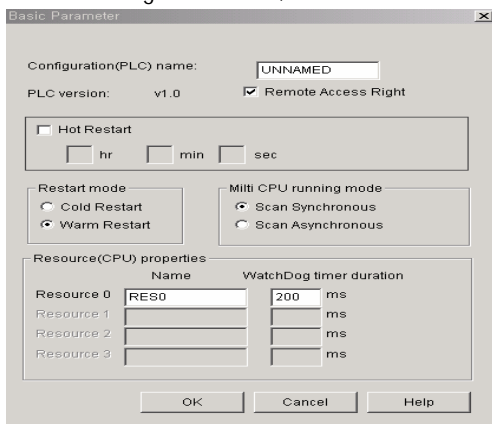 Basic Parameter
Configuration(PLC) name: UNNAMED
PLC version: v1.0 Remote Access Right
Hot Restart
hr min sec
Restart mode
Cold Restart
Warm Restart
Milti CPU running mode
Scan Synchronous
Scan Asynchronous
Resource(CPU) properties
Name WatchDog timer duration
Resource 0 RES0 200 ms
Resource 1 ms
Resource 2 ms
Resource 3 ms
OK Cancel Help